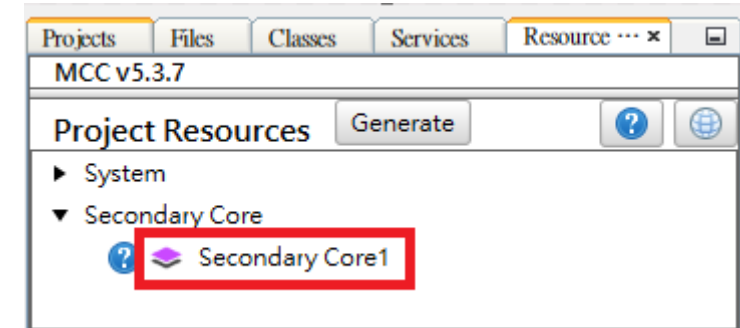 Projects Files Classes Services Resource ... ×
MCC v5.3.7
Project Resources Generate
System
Secondary Core
Secondary Core1